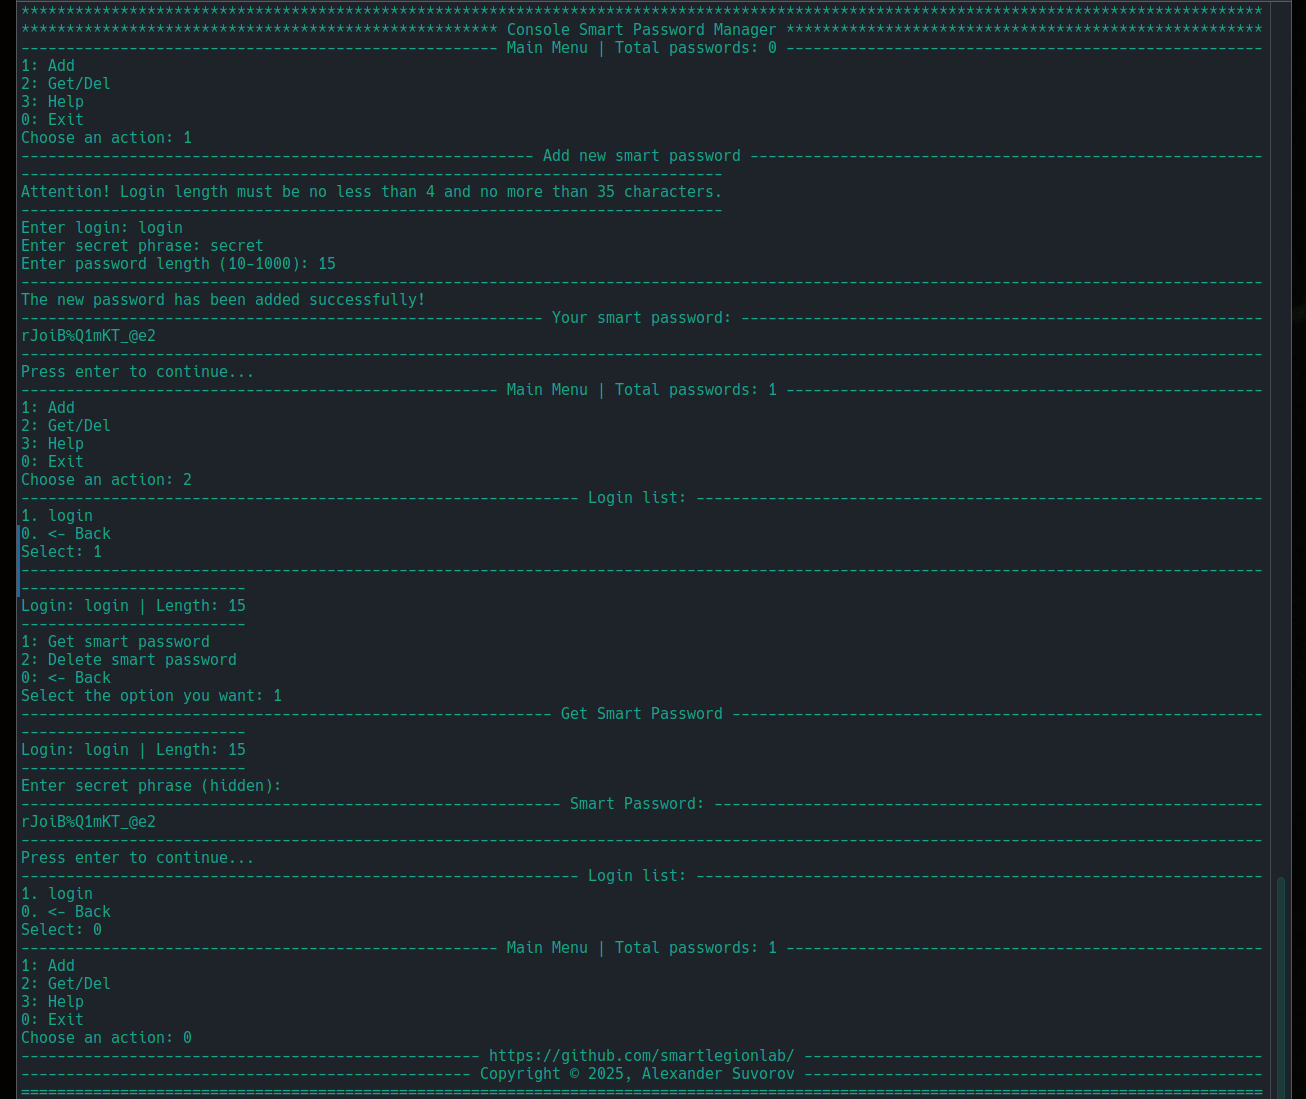 ******************************************************************************************************************************************
***************************************************** Console Smart Password Manager *****************************************************
----------------------------------------------------- Main Menu | Total passwords: 0 -----------------------------------------------------
1: Add
2: Get/Del
3: Help
0: Exit
Choose an action: 1
--------------------------------------------------------- Add new smart password ---------------------------------------------------------
------------------------------------------------------------------------------
Attention! Login length must be no less than 4 and no more than 35 characters.
------------------------------------------------------------------------------
Enter login: login
Enter secret phrase: secret
Enter password length (10-1000): 15
------------------------------------------------------------------------------------------------------------------------------------------
The new password has been added successfully!
---------------------------------------------------------- Your smart password: ----------------------------------------------------------
rJoiB%Q1mKT_@e2
------------------------------------------------------------------------------------------------------------------------------------------
Press enter to continue...
----------------------------------------------------- Main Menu | Total passwords: 1 -----------------------------------------------------
1: Add
2: Get/Del
3: Help
0: Exit
Choose an action: 2
-------------------------------------------------------------- Login list: ---------------------------------------------------------------
1. login
0. <- Back
Select: 1
------------------------------------------------------------------------------------------------------------------------------------------
-------------------------
Login: login | Length: 15
-------------------------
1: Get smart password
2: Delete smart password
0: <- Back
Select the option you want: 1
----------------------------------------------------------- Get Smart Password -----------------------------------------------------------
-------------------------
Login: login | Length: 15
-------------------------
Enter secret phrase (hidden):
------------------------------------------------------------ Smart Password: -------------------------------------------------------------
rJoiB%Q1mKT_@e2
------------------------------------------------------------------------------------------------------------------------------------------
Press enter to continue...
-------------------------------------------------------------- Login list: ---------------------------------------------------------------
1. login
0. <- Back
Select: 0
----------------------------------------------------- Main Menu | Total passwords: 1 -----------------------------------------------------
1: Add
2: Get/Del
3: Help
0: Exit
Choose an action: 0
--------------------------------------------------- https://github.com/smartlegionlab/ ---------------------------------------------------
-------------------------------------------------- Copyright © 2025, Alexander Suvorov ---------------------------------------------------
==========================================================================================================================================